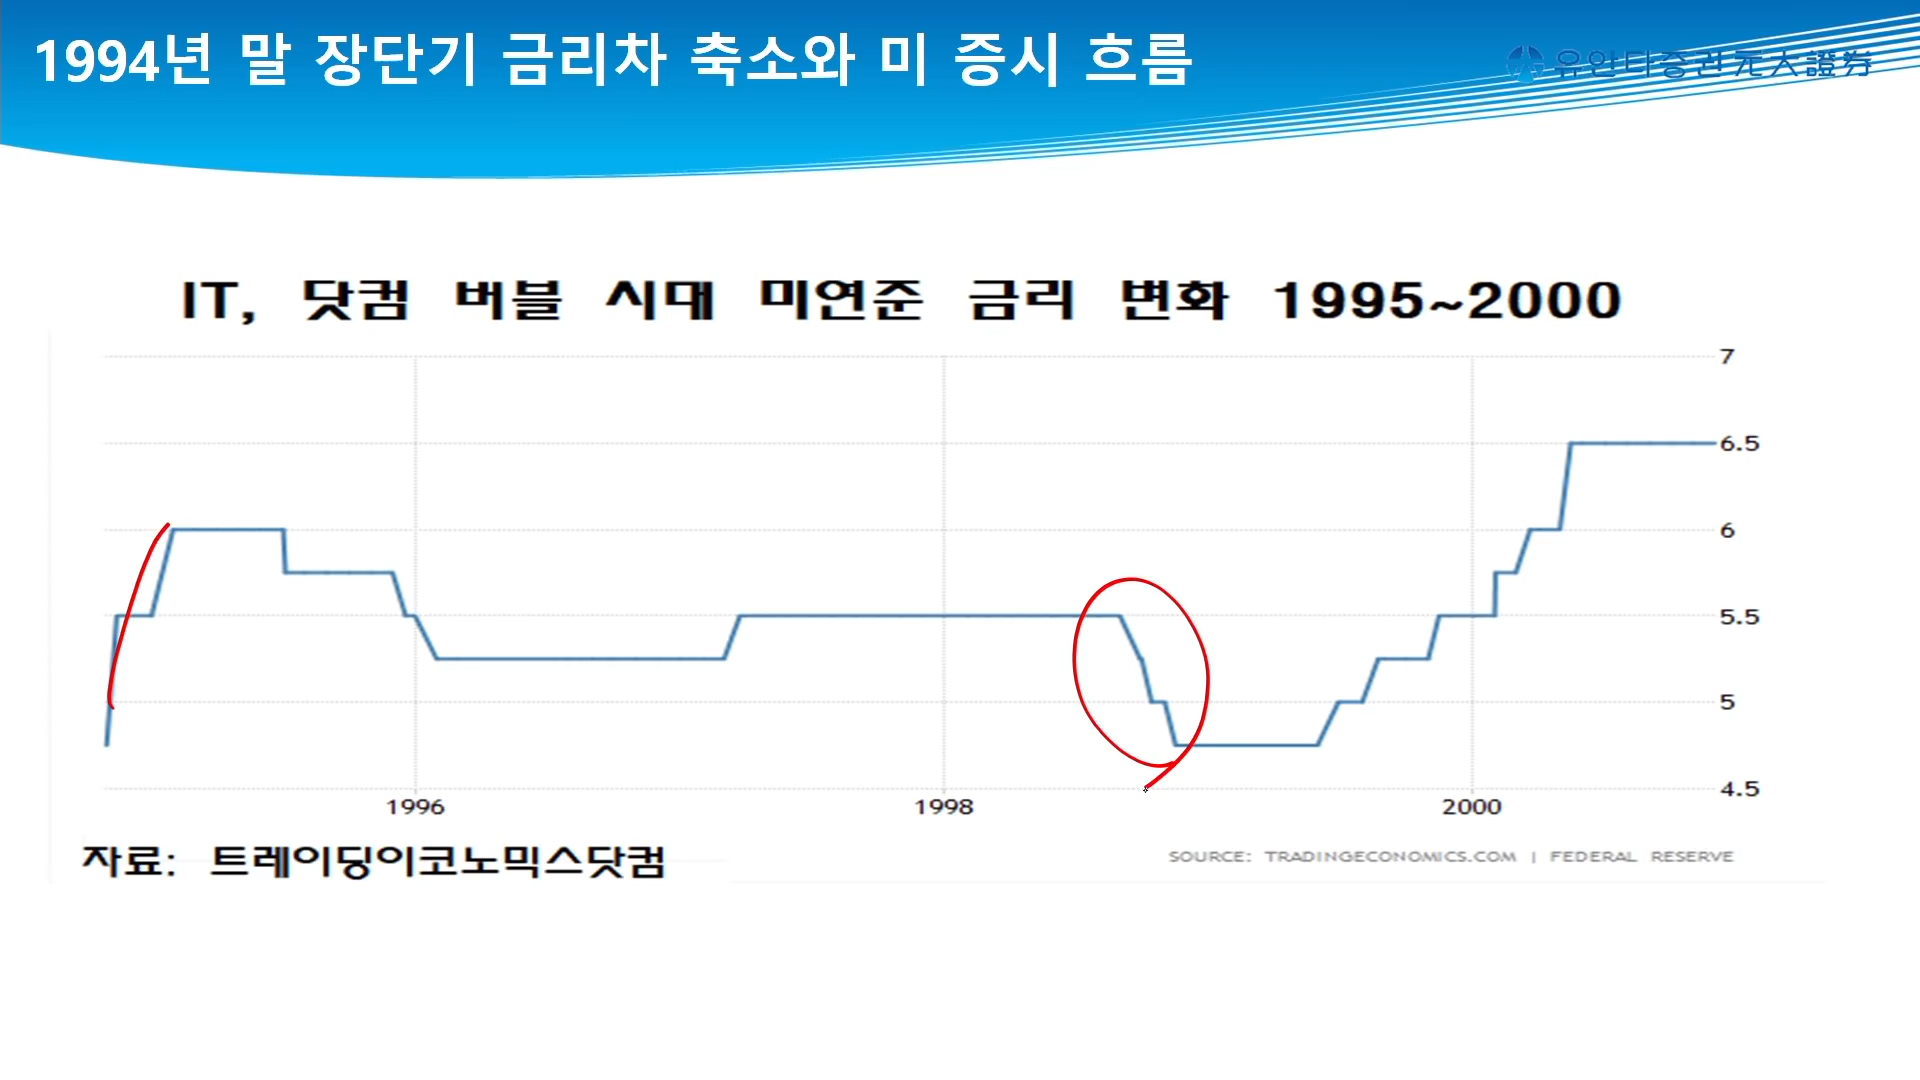 1994년 말 장단기 금리차 축소와 미 증시 흐름
유안타증권 元大證券
IT, 닷컴 버블 시대 미연준 금리 변화 1995~2000
7
6.5
6
5.5
5
4.5
1996 1998 2000
자료: 트레이딩이코노믹스닷컴
SOURCE: TRADINGECONOMICS.COM | FEDERAL RESERVE